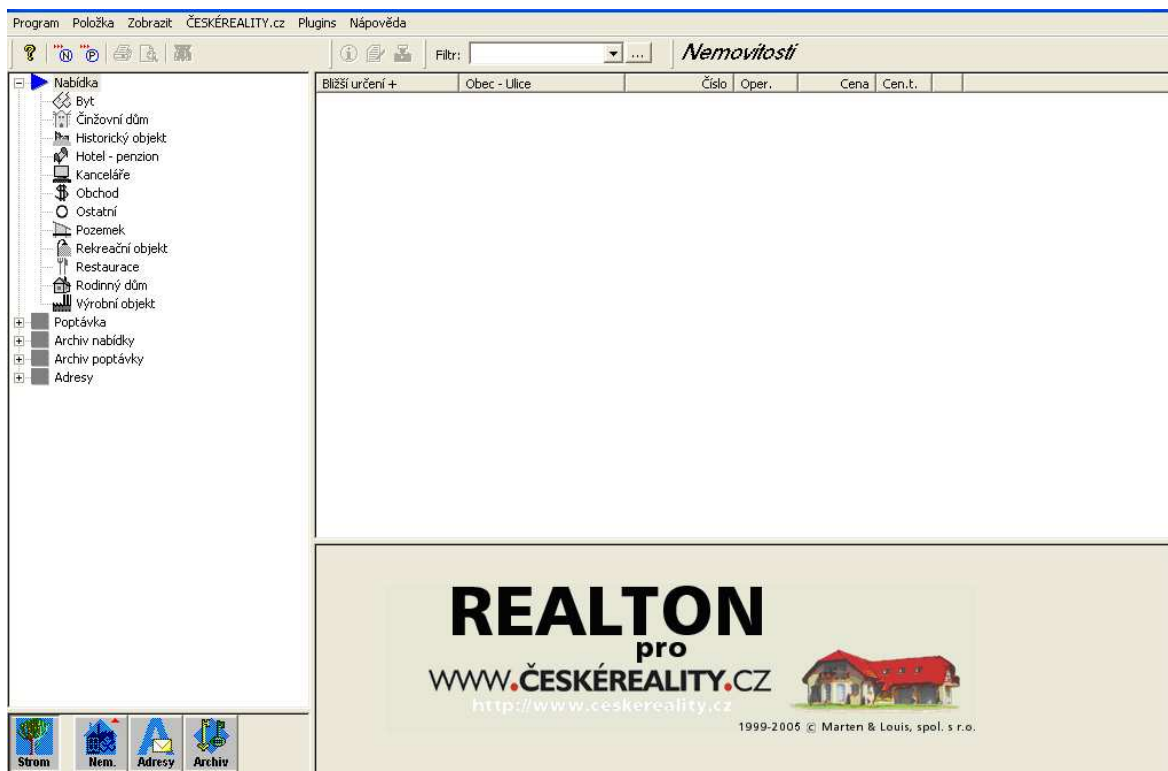 Program Položka Zobrazit ČESKÉREALITY.cz Plugins Nápověda
? N P Filtr: ... Nemovitosti
Nabídka
Byt
Činžovní dům
Historický objekt
Hotel - penzion
Kanceláře
Obchod
Ostatní
Pozemek
Rekreační objekt
Restaurace
Rodinný dům
Výrobní objekt
Poptávka
Archiv nabídky
Archiv poptávky
Adresy
Bližší určení + Obec - Ulice Číslo Oper. Cena Cen.t.
REALTON
pro
WWW.ČESKÉREALITY.CZ
http://www.ceskereality.cz
1999-2005 © Marten & Louis, spol. s r.o.
Strom Nem. Adresy Archiv